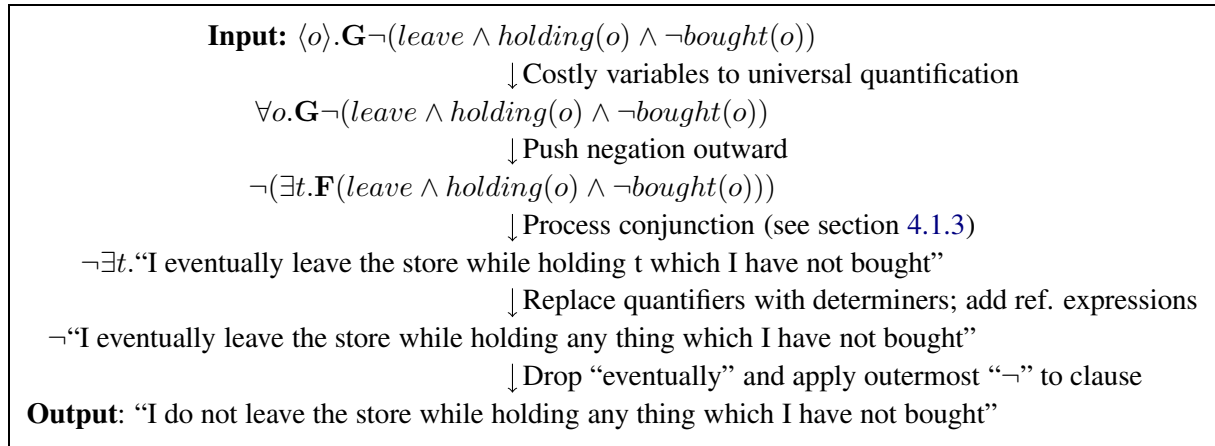 Input: ⟨o⟩.G¬(leave ∧ holding(o) ∧ ¬bought(o))
↓ Costly variables to universal quantification
∀o.G¬(leave ∧ holding(o) ∧ ¬bought(o))
↓ Push negation outward
¬(∃t.F(leave ∧ holding(o) ∧ ¬bought(o)))
↓ Process conjunction (see section 4.1.3)
¬∃t.“I eventually leave the store while holding t which I have not bought”
↓ Replace quantifiers with determiners; add ref. expressions
¬“I eventually leave the store while holding any thing which I have not bought”
↓ Drop “eventually” and apply outermost “¬” to clause
Output: “I do not leave the store while holding any thing which I have not bought”